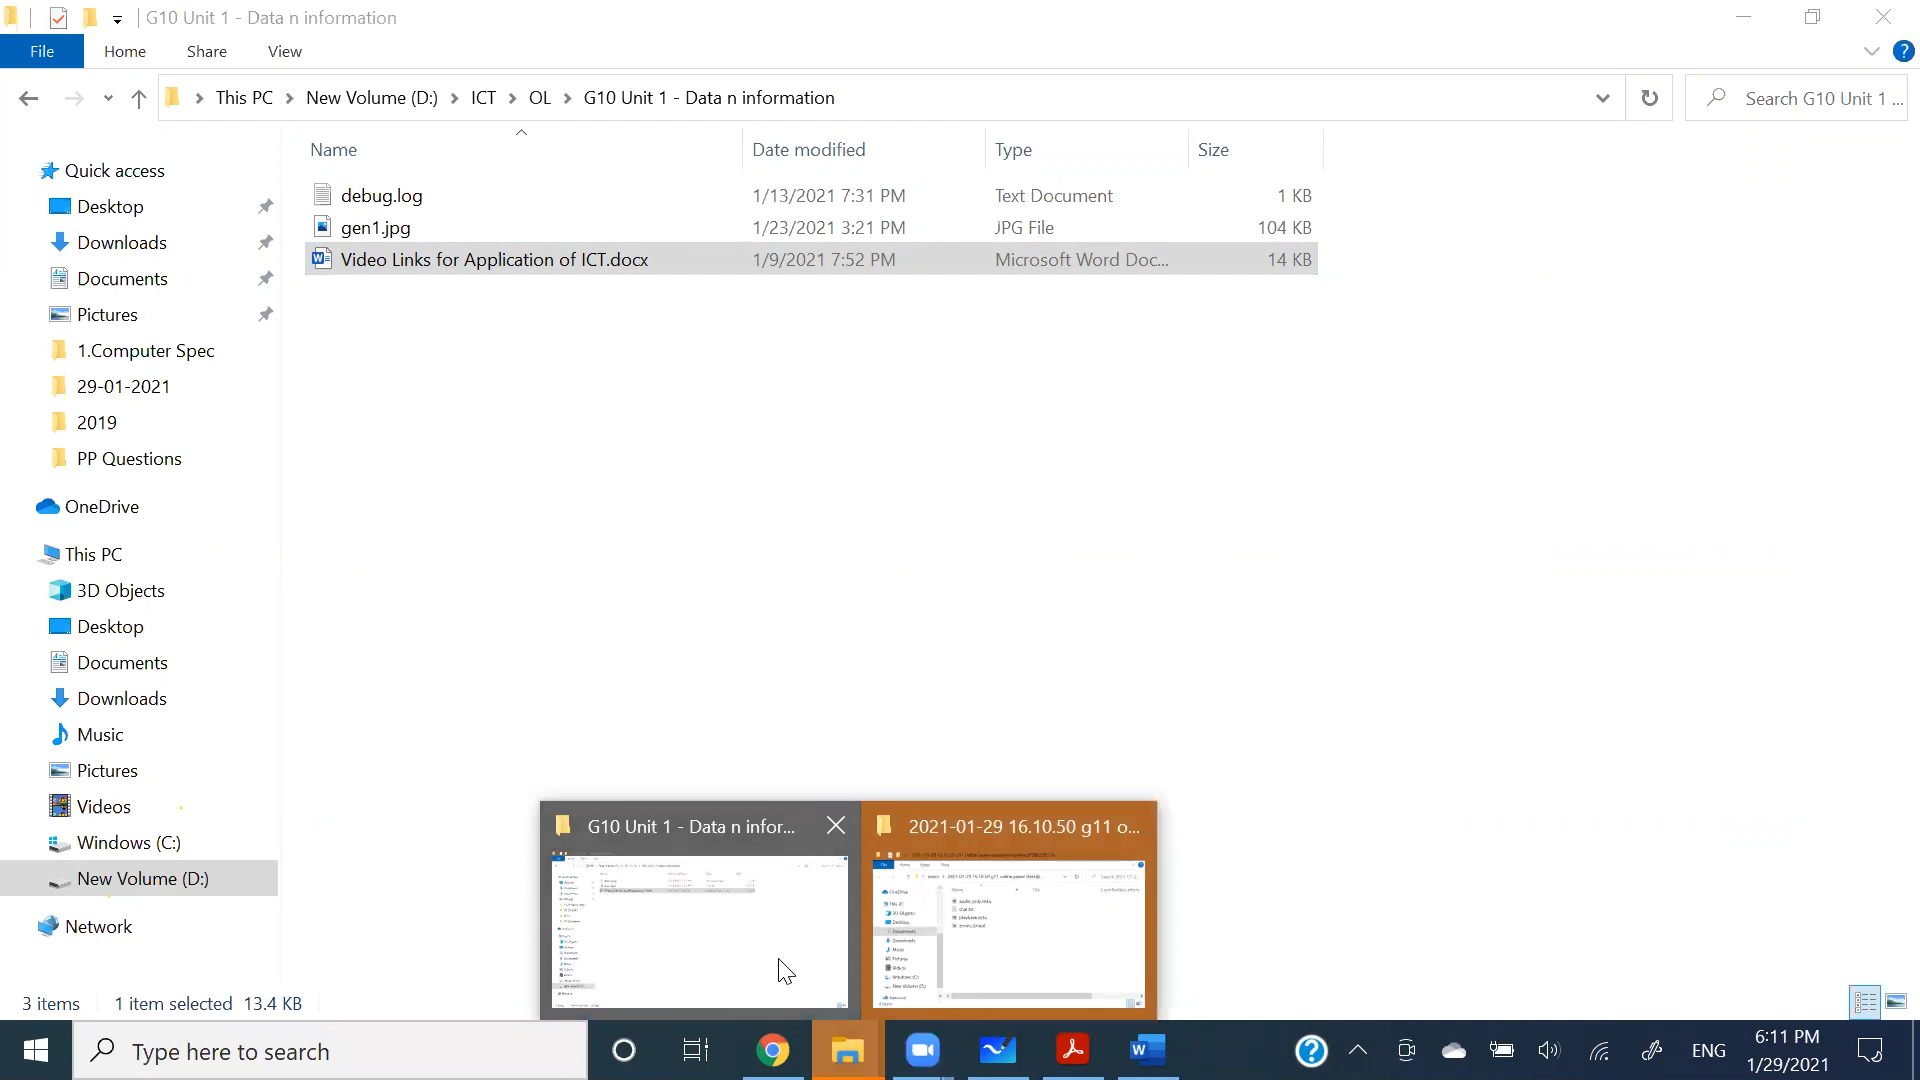 G10 Unit 1 - Data n information
File Home Share View
This PC New Volume (D:) ICT OL G10 Unit 1 - Data n information
Search G10 Unit 1 ...
Name Date modified Type Size
debug.log 1/13/2021 7:31 PM Text Document 1 KB
gen1.jpg 1/23/2021 3:21 PM JPG File 104 KB
Video Links for Application of ICT.docx 1/9/2021 7:52 PM Microsoft Word Doc... 14 KB
Quick access
Desktop
Downloads
Documents
Pictures
1.Computer Spec
29-01-2021
2019
PP Questions
OneDrive
This PC
3D Objects
Desktop
Documents
Downloads
Music
Pictures
Videos
Windows (C:)
New Volume (D:)
Network
G10 Unit 1 - Data n infor...
2021-01-29 16.10.50 g11 o...
3 items 1 item selected 13.4 KB
Type here to search
ENG
6:11 PM
1/29/2021